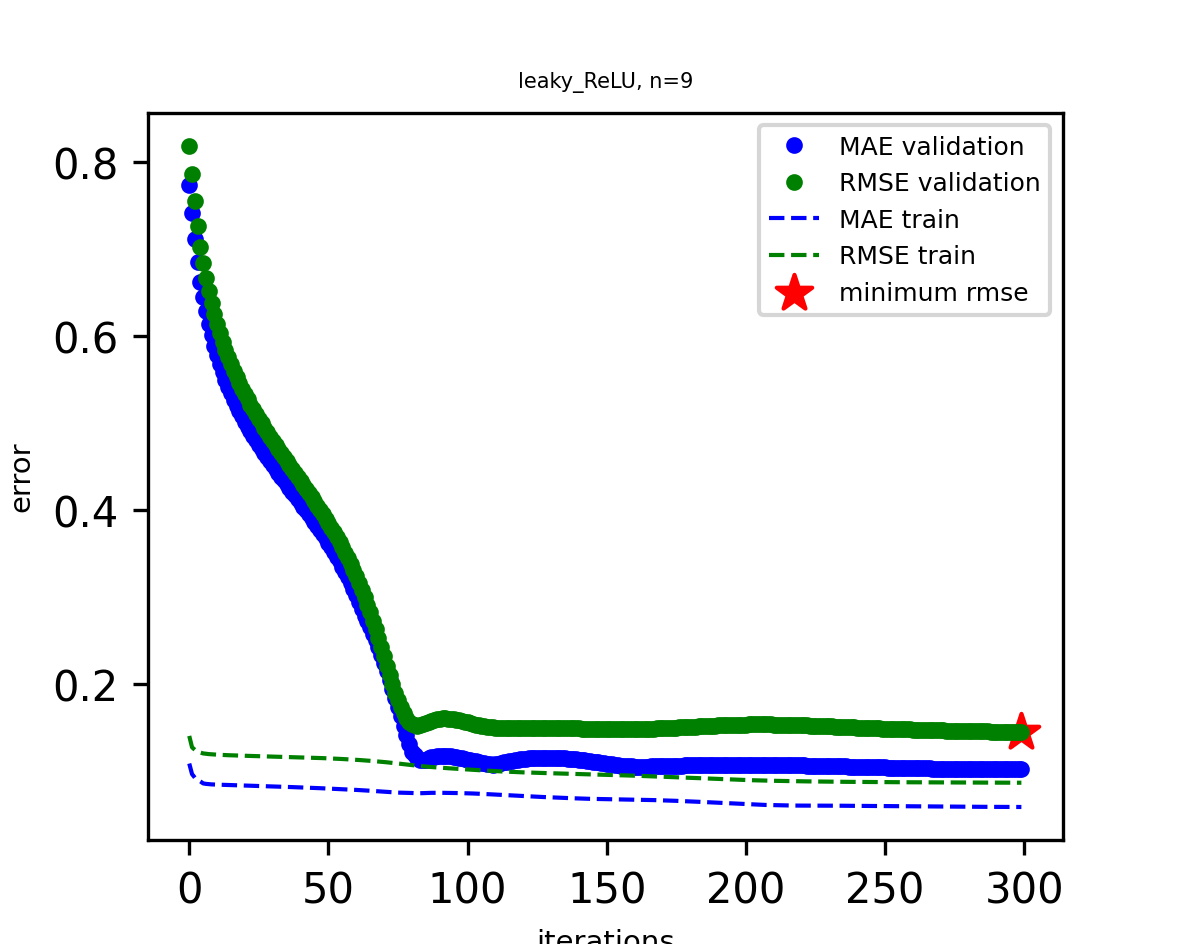 leaky_ReLU, n=9
MAE validation
RMSE validation
MAE train
RMSE train
minimum rmse
error
0.8
0.6
0.4
0.2
0 50 100 150 200 250 300
iterations